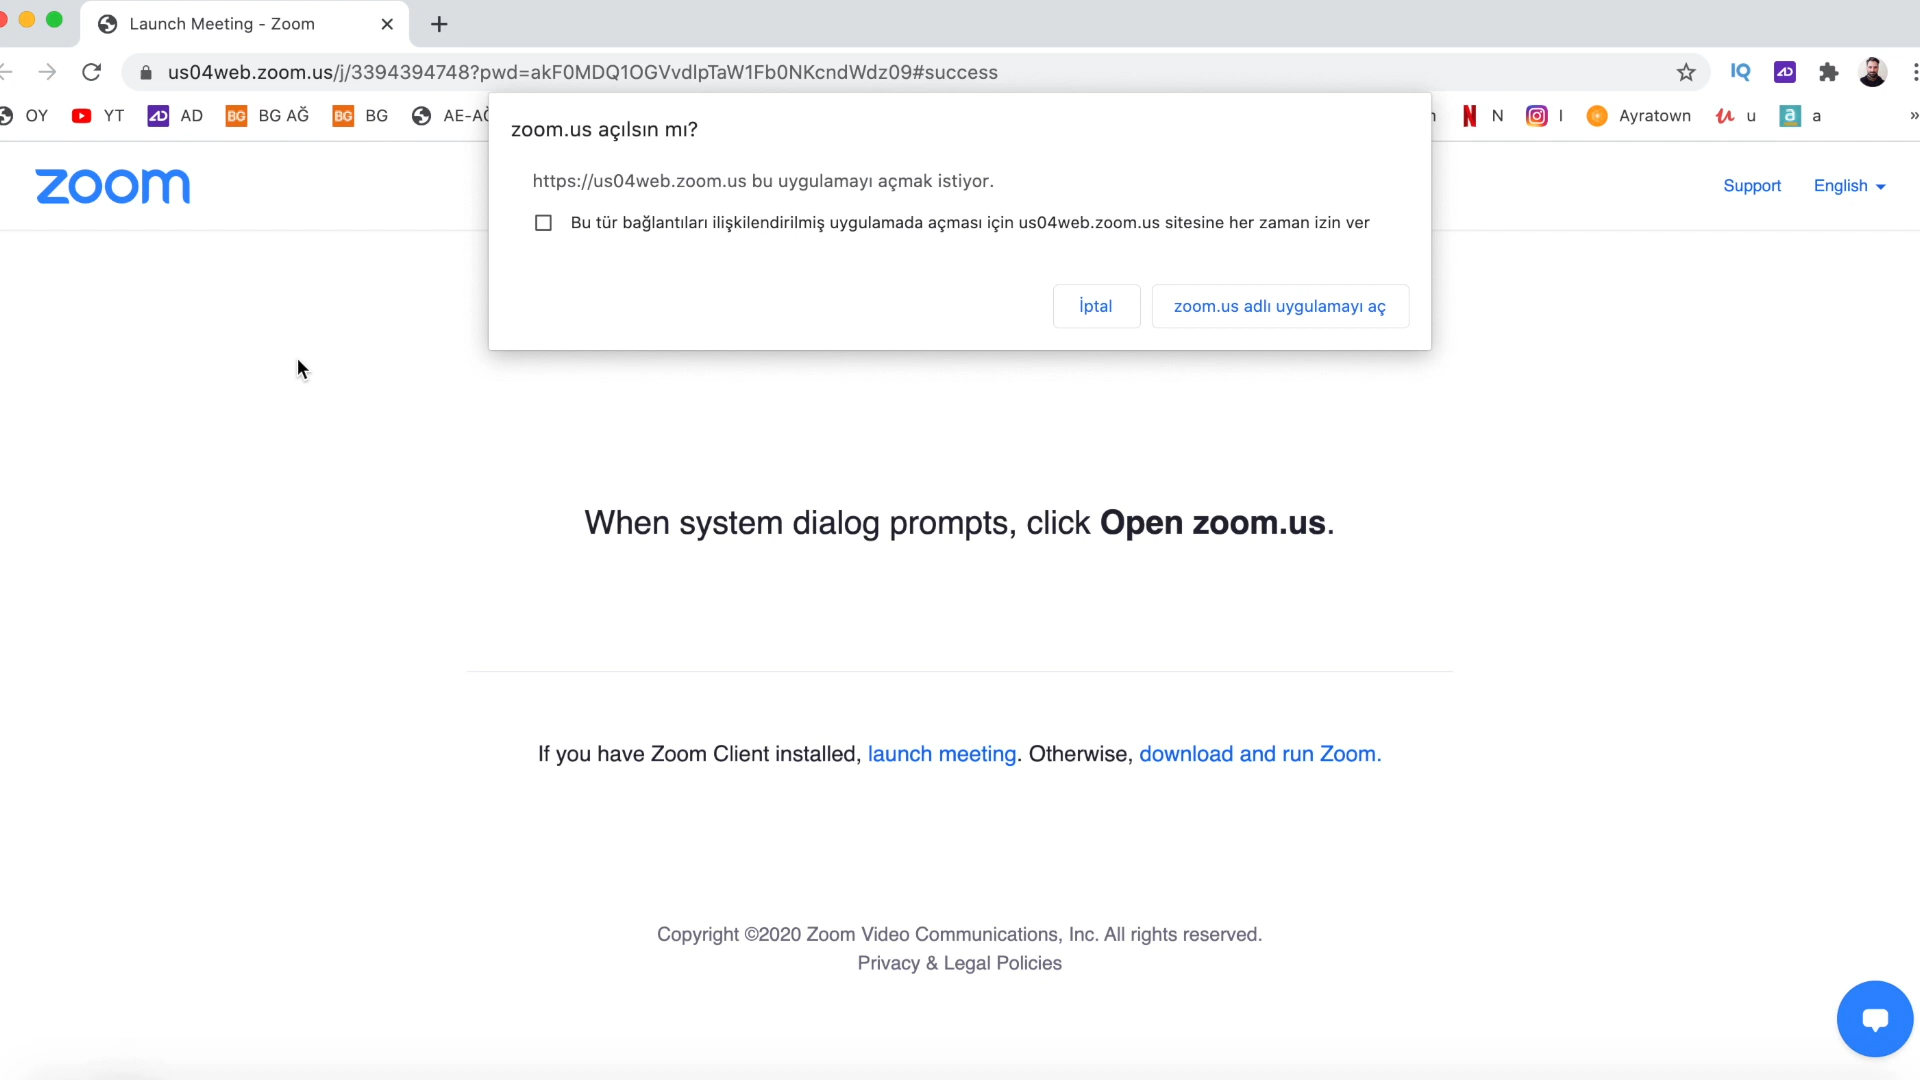 Launch Meeting - Zoom
us04web.zoom.us/j/3394394748?pwd=akF0MDQ1OGVvdlpTaW1Fb0NKcndWdz09#success
IQ
OY YT AD BG BG AĞ BG BG N I Ayratown u a a »
zoom.us açılsın mı?
https://us04web.zoom.us bu uygulamayı açmak istiyor.
Bu tür bağlantıları ilişkilendirilmiş uygulamada açması için us04web.zoom.us sitesine her zaman izin ver
İptal
zoom.us adlı uygulamayı aç
zoom
Support English
When system dialog prompts, click Open zoom.us.
If you have Zoom Client installed, launch meeting. Otherwise, download and run Zoom.
Copyright ©2020 Zoom Video Communications, Inc. All rights reserved.
Privacy & Legal Policies